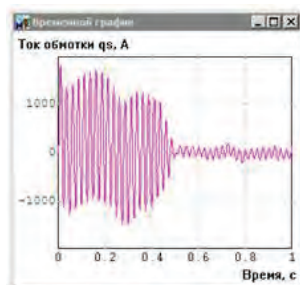 Временной график
Ток обмотки qs, А
1000
0
-1000
0 0.2 0.4 0.6 0.8 1
Время, с